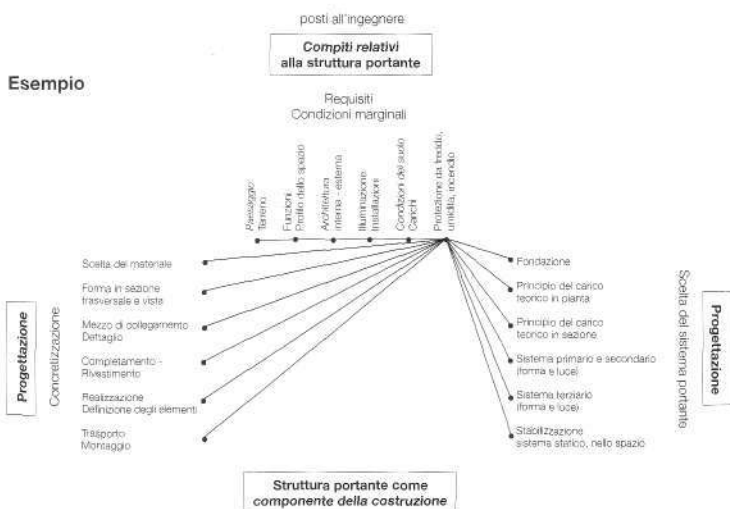 posti all'ingegnere
Compiti relativi
alla struttura portante
Esempio
Requisiti
Condizioni marginali
Paesaggio
Terreno
Funzioni
Profilo dello spazio
Architettura
interna - esterna
Illuminazione
Installazioni
Condizioni del suolo
Carichi
Protezione da freddo,
umidità, incendio
Scelta del materiale
Forma in sezione
trasversale e vista
Mezzo di collegamento
Dettaglio
Completamento -
Rivestimento
Realizzazione
Definizione degli elementi
Trasporto
Montaggio
Progettazione
Concretizzazione
Fondazione
Principio del carico
teorico in pianta
Principio del carico
teorico in sezione
Sistema primario e secondario
(forma e luce)
Sistema terziario
(forma e luce)
Stabilizzazione
sistema statico, nello spazio
Scelta del sistema portante
Progettazione
Struttura portante come
componente della costruzione